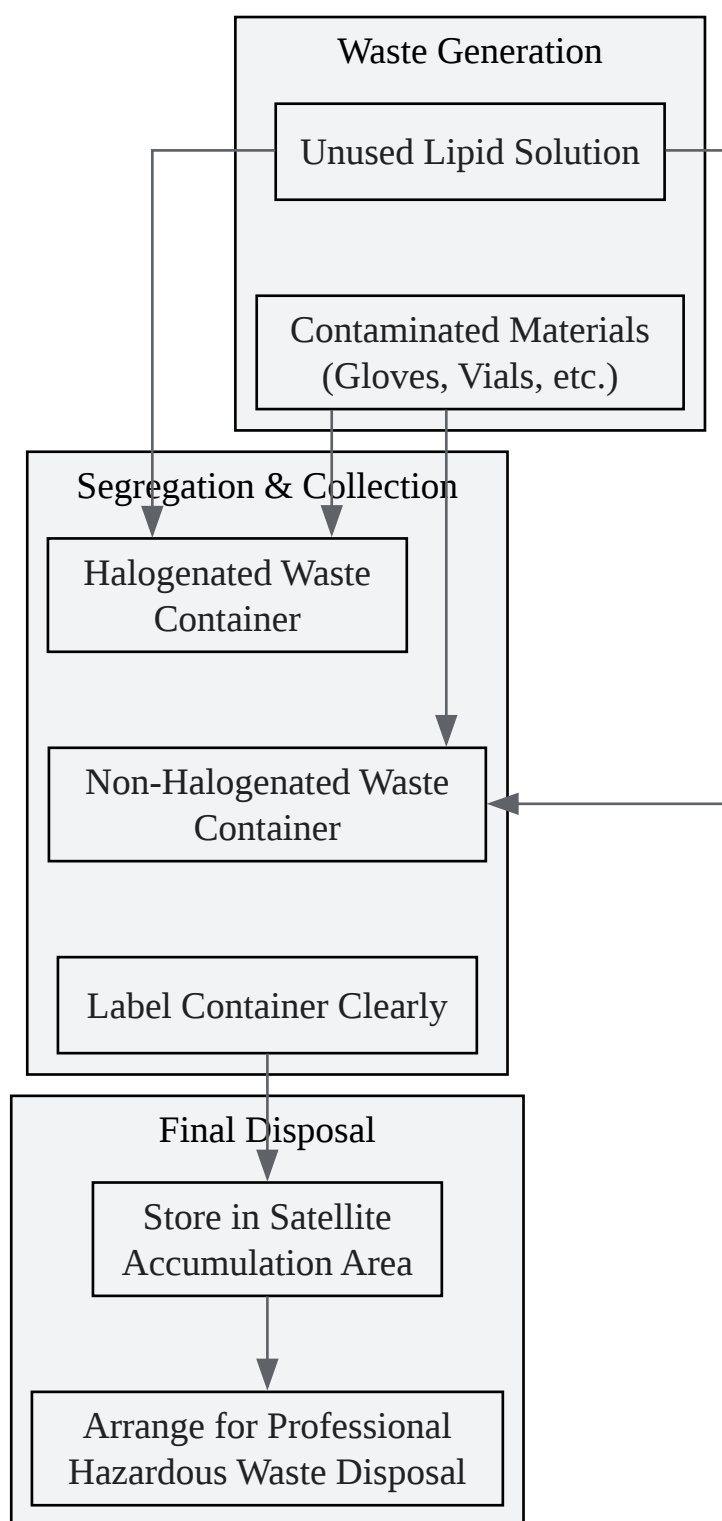 Waste Generation
Unused Lipid Solution
Contaminated Materials
(Gloves, Vials, etc.)
Segregation & Collection
Halogenated Waste
Container
Non-Halogenated Waste
Container
Label Container Clearly
Final Disposal
Store in Satellite
Accumulation Area
Arrange for Professional
Hazardous Waste Disposal